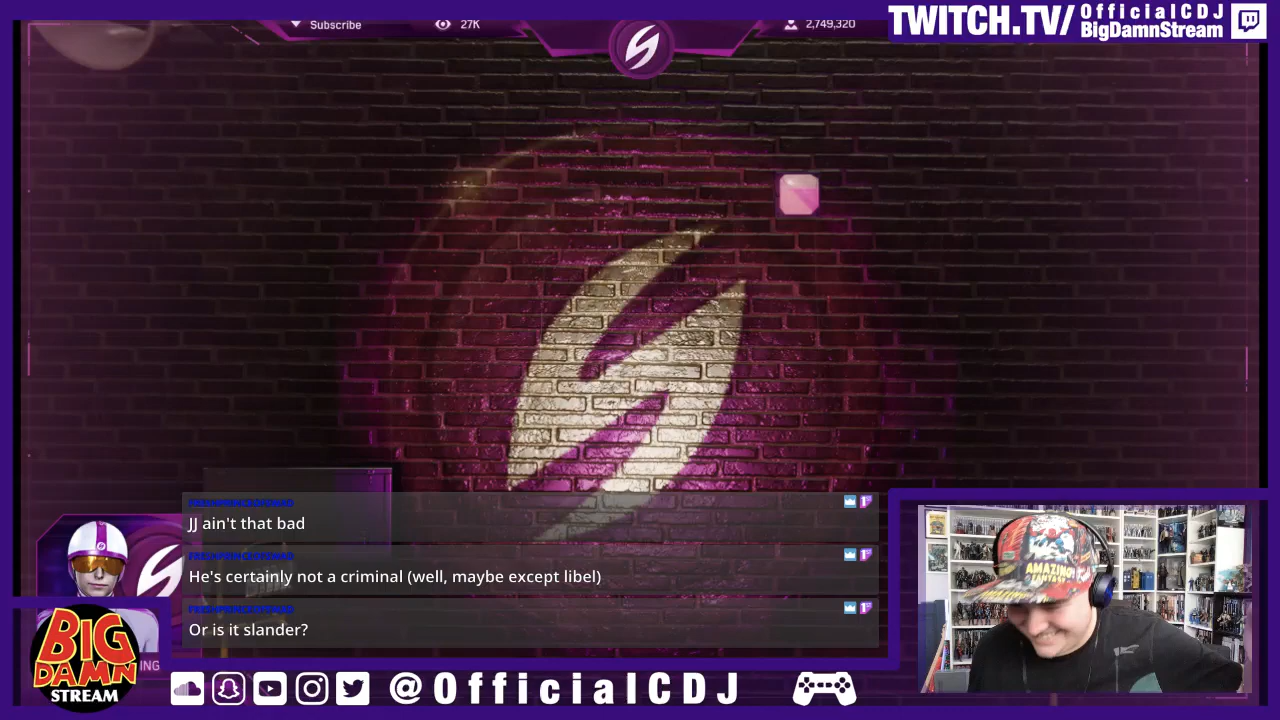 Subscribe
27K
2,749,320
TWITCH.TV/
OfficialCDJ
BigDamnStream
JJ ain't that bad
He's certainly not a criminal (well, maybe except libel)
Or is it slander?
AMAZING
FANTASY
BIG
DAMN
STREAM
ING
@OfficialCDJ